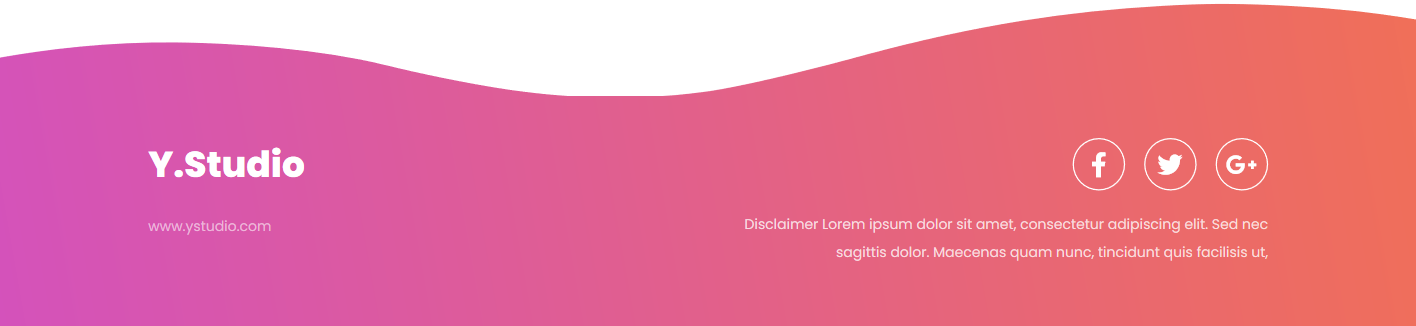 Y.Studio
www.ystudio.com
Disclaimer Lorem ipsum dolor sit amet, consectetur adipiscing elit. Sed nec
sagittis dolor. Maecenas quam nunc, tincidunt quis facilisis ut,